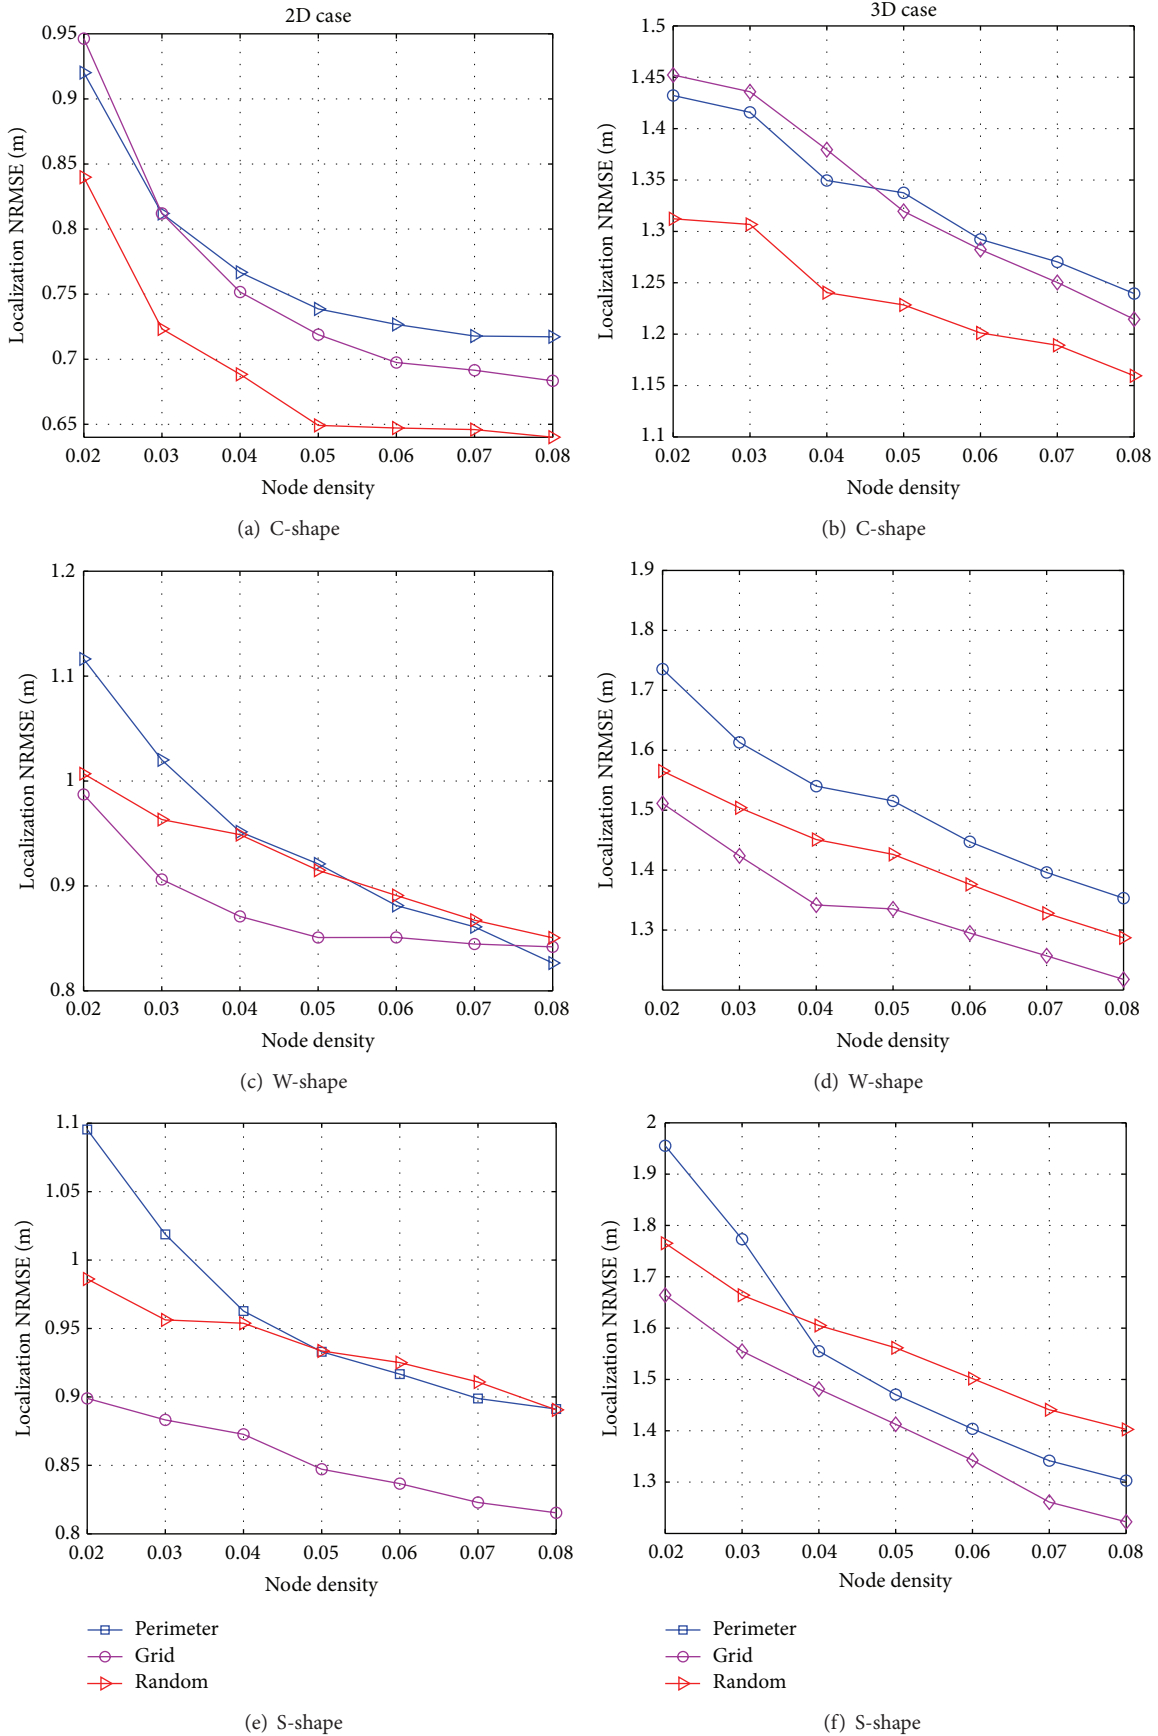 2D case
0.95
0.9
0.85
0.8
0.75
0.7
0.65
Localization NRMSE (m)
0.02 0.03 0.04 0.05 0.06 0.07 0.08
Node density
(a) C-shape
3D case
1.5
1.45
1.4
1.35
1.3
1.25
1.2
1.15
1.1
Localization NRMSE (m)
0.02 0.03 0.04 0.05 0.06 0.07 0.08
Node density
(b) C-shape
1.2
1.1
1
0.9
0.8
Localization NRMSE (m)
0.02 0.03 0.04 0.05 0.06 0.07 0.08
Node density
(c) W-shape
1.9
1.8
1.7
1.6
1.5
1.4
1.3
Localization NRMSE (m)
0.02 0.03 0.04 0.05 0.06 0.07 0.08
Node density
(d) W-shape
1.1
1.05
1
0.95
0.9
0.85
0.8
Localization NRMSE (m)
0.02 0.03 0.04 0.05 0.06 0.07 0.08
Node density
Perimeter
Grid
Random
(e) S-shape
2
1.9
1.8
1.7
1.6
1.5
1.4
1.3
Localization NRMSE (m)
0.02 0.03 0.04 0.05 0.06 0.07 0.08
Node density
Perimeter
Grid
Random
(f) S-shape